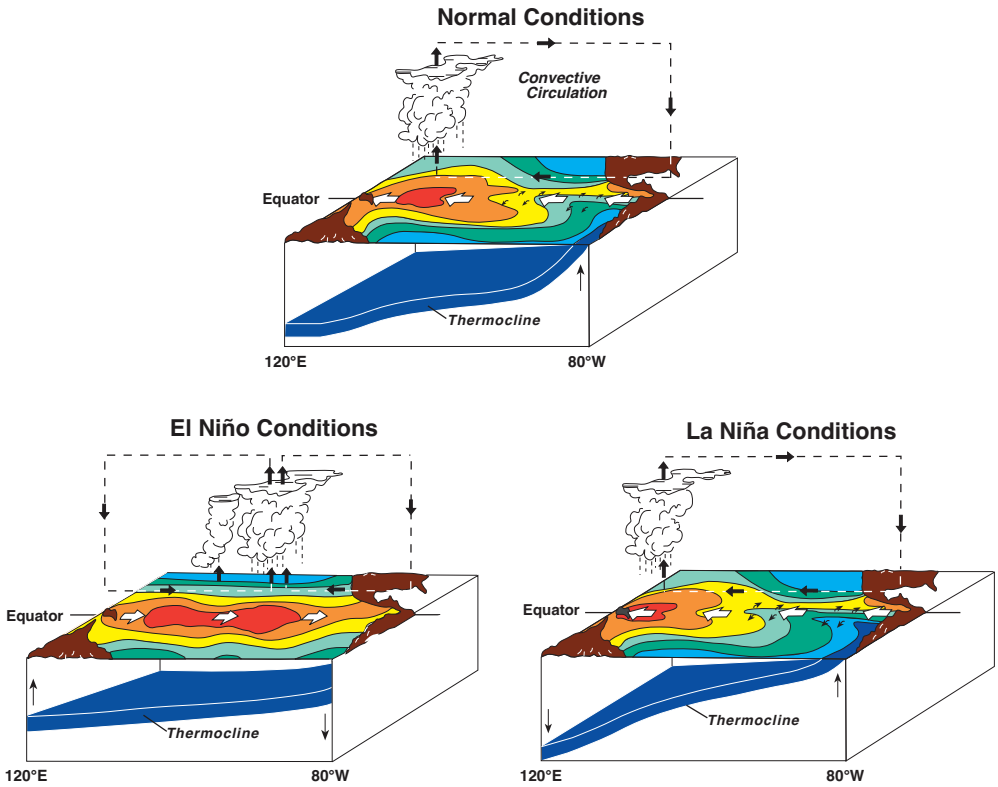 Normal Conditions
Convective
Circulation
Equator
Thermocline
120°E
80°W
El Niño Conditions
Equator
Thermocline
120°E
80°W
La Niña Conditions
Equator
Thermocline
120°E
80°W